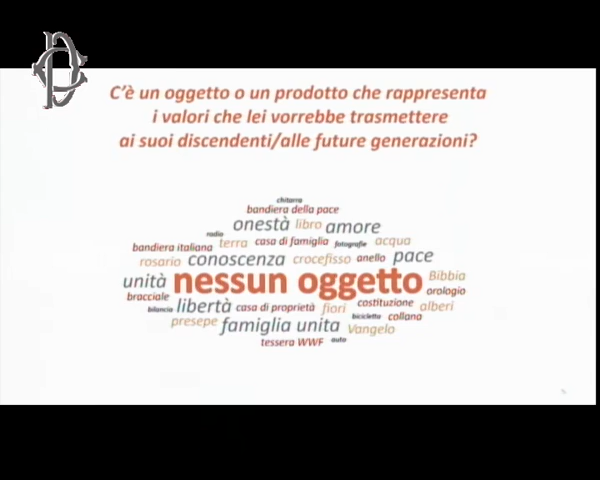 C'è un oggetto o un prodotto che rappresenta
i valori che lei vorrebbe trasmettere
ai suoi discendenti/alle future generazioni?
chitarra
bandiera della pace
onestà libro amore
radio
bandiera italiana terra casa di famiglia fotografie acqua
rosario conoscenza crocefisso anello pace
unità nessun oggetto Bibbia
orologio
bracciale
bilancia libertà casa di proprietà fiori costituzione alberi
bicicletta collana
presepe famiglia unita Vangelo
tessera WWF auto